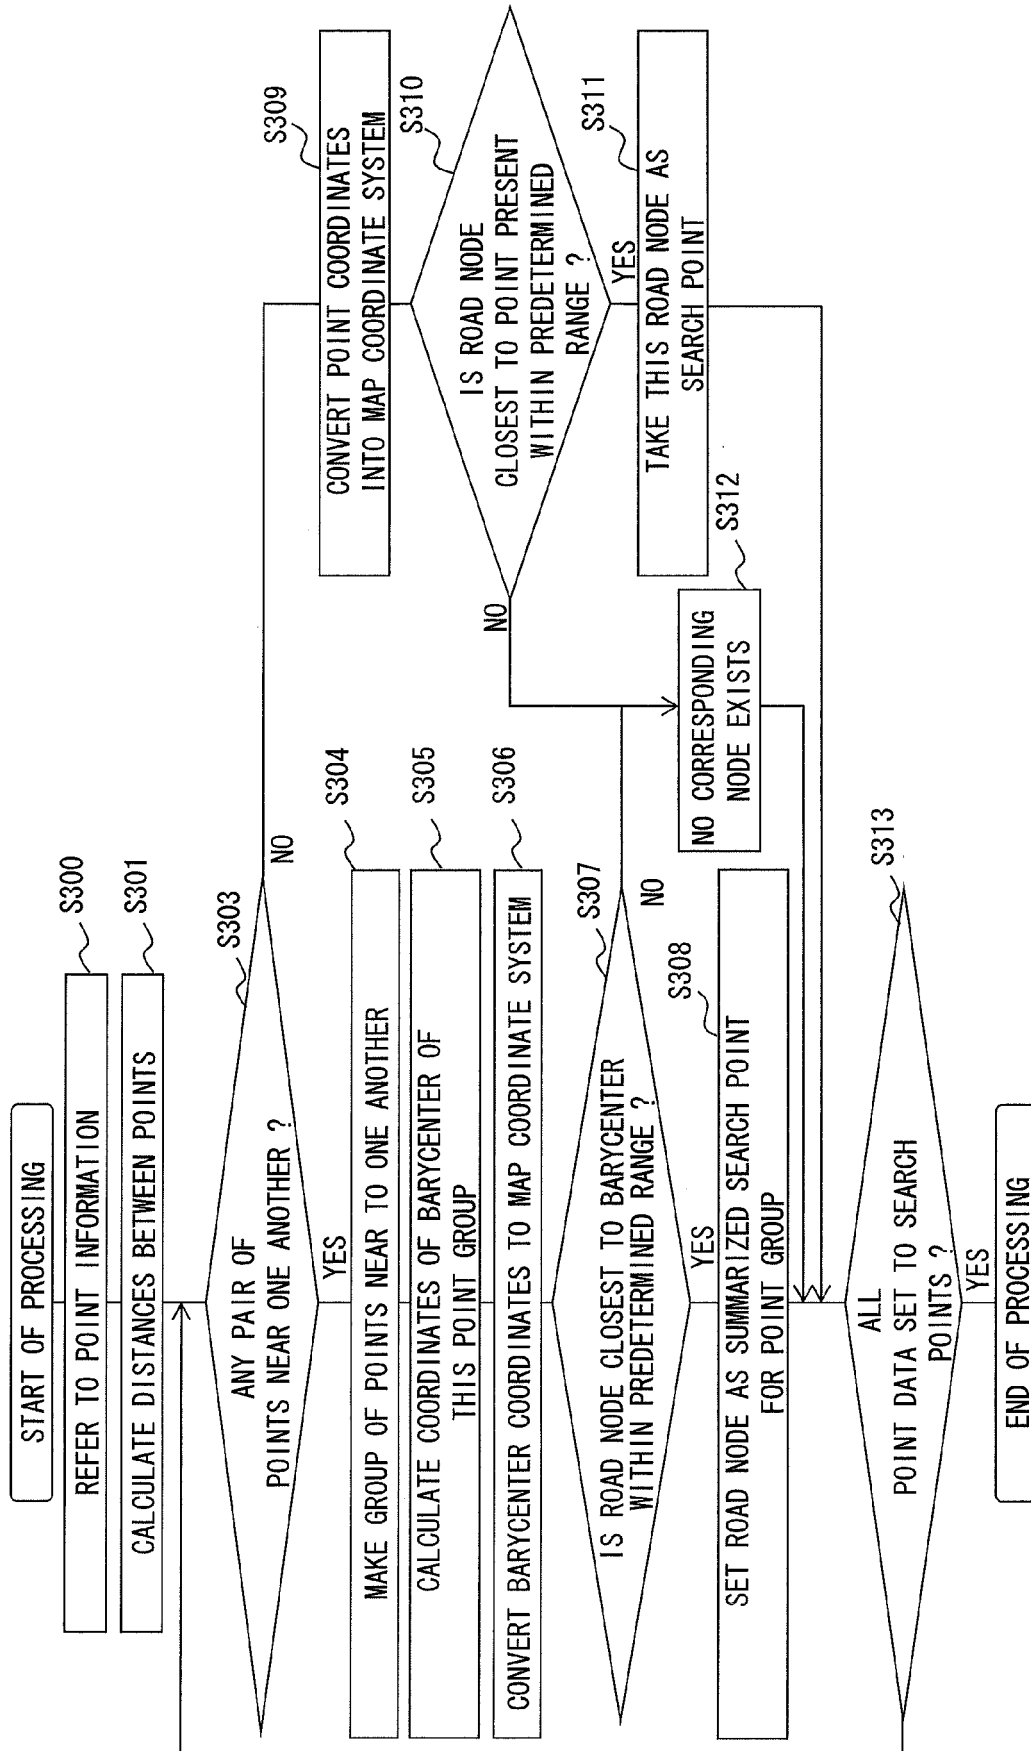 START OF PROCESSING
S300
REFER TO POINT INFORMATION
S301
CALCULATE DISTANCES BETWEEN POINTS
S303
ANY PAIR OF
POINTS NEAR ONE ANOTHER ?
NO
YES
S304
MAKE GROUP OF POINTS NEAR TO ONE ANOTHER
S305
CALCULATE COORDINATES OF BARYCENTER OF
THIS POINT GROUP
S306
CONVERT BARYCENTER COORDINATES TO MAP COORDINATE SYSTEM
S307
IS ROAD NODE CLOSEST TO BARYCENTER
WITHIN PREDETERMINED RANGE ?
NO
YES
S308
SET ROAD NODE AS SUMMARIZED SEARCH POINT
FOR POINT GROUP
S309
CONVERT POINT COORDINATES
INTO MAP COORDINATE SYSTEM
S310
IS ROAD NODE
CLOSEST TO POINT PRESENT
WITHIN PREDETERMINED
RANGE ?
NO
YES
S311
TAKE THIS ROAD NODE AS
SEARCH POINT
S312
NO CORRESPONDING
NODE EXISTS
S313
ALL
POINT DATA SET TO SEARCH
POINTS ?
YES
END OF PROCESSING